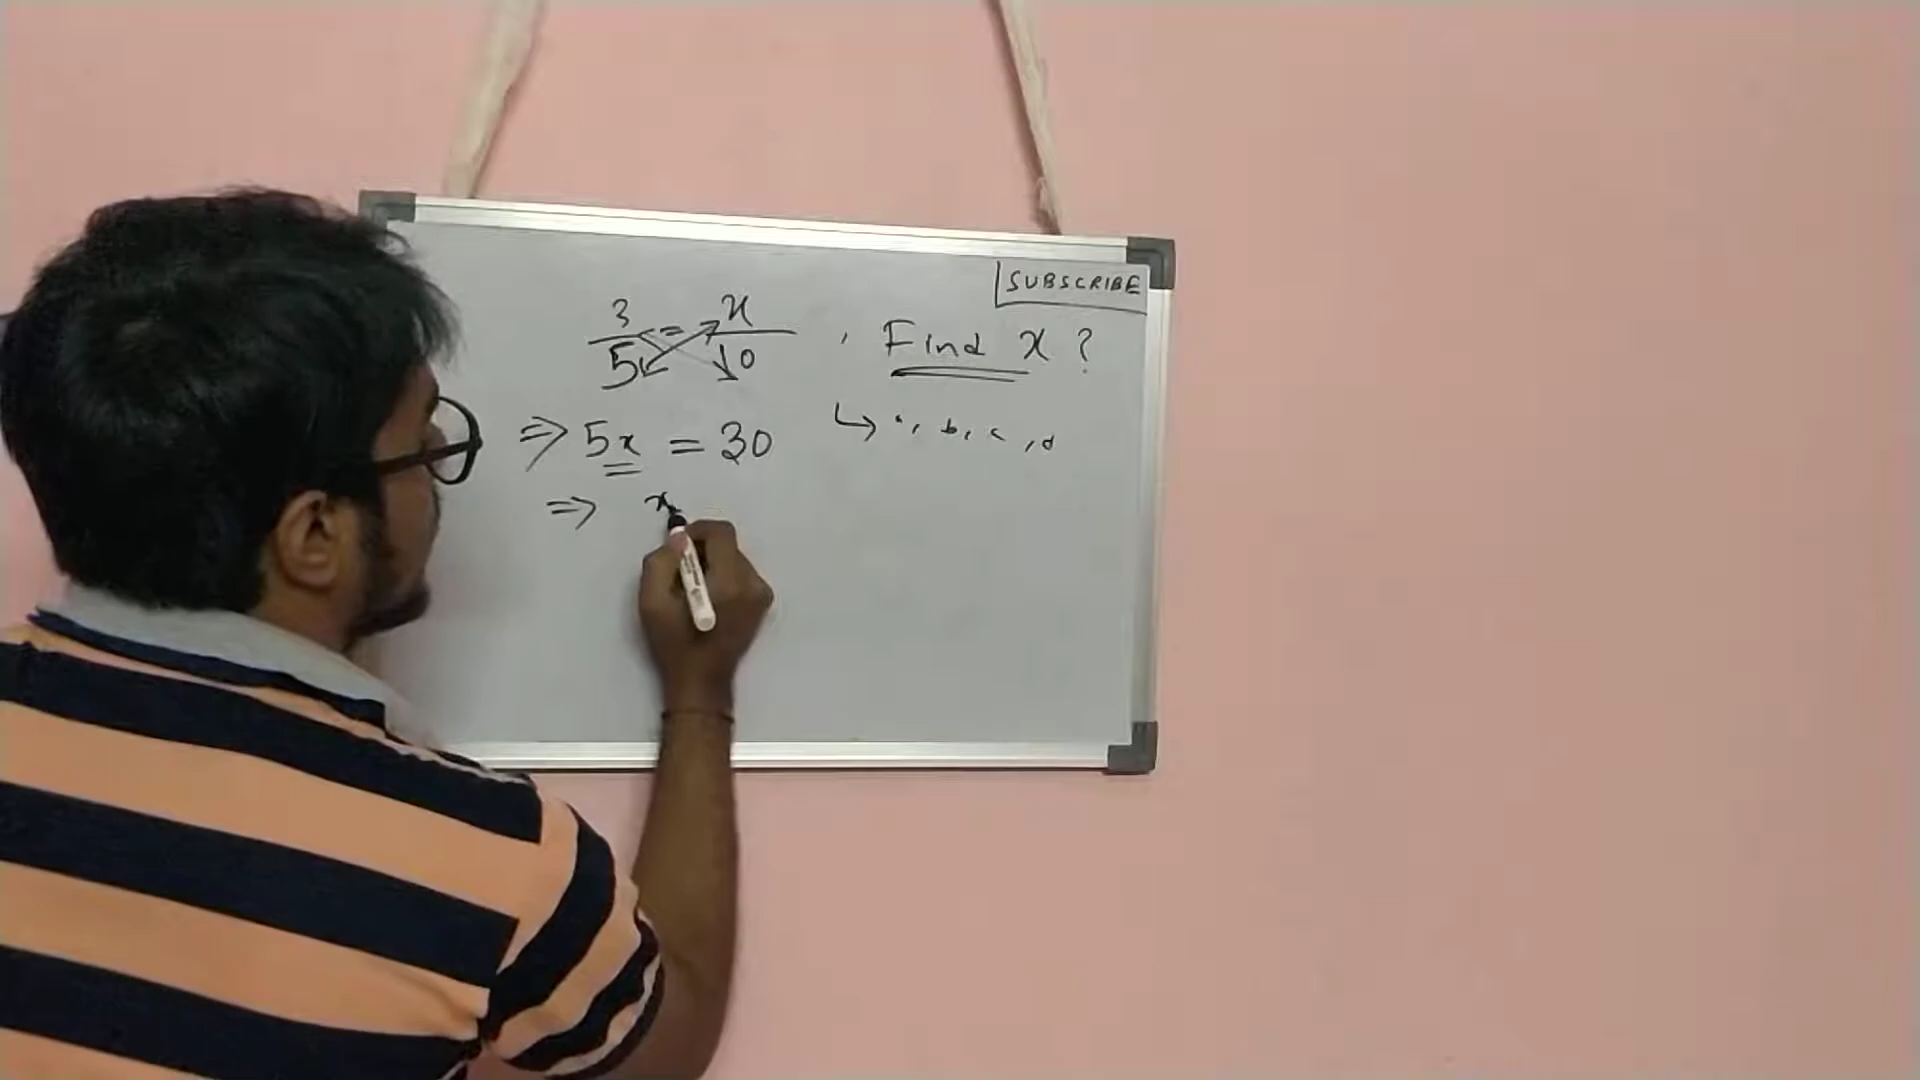 SUBSCRIBE
3/5 = x/10 , Find x ?
⇒ 5x = 30
↳ a, b, c, d
⇒ x